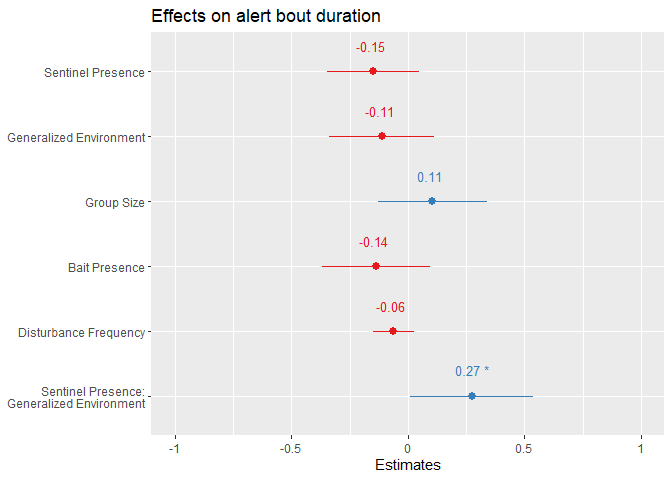 Effects on alert bout duration
-0.15
Sentinel Presence
-0.11
Generalized Environment
0.11
Group Size
-0.14
Bait Presence
-0.06
Disturbance Frequency
0.27 *
Sentinel Presence:
Generalized Environment
-1 -0.5 0 0.5 1
Estimates